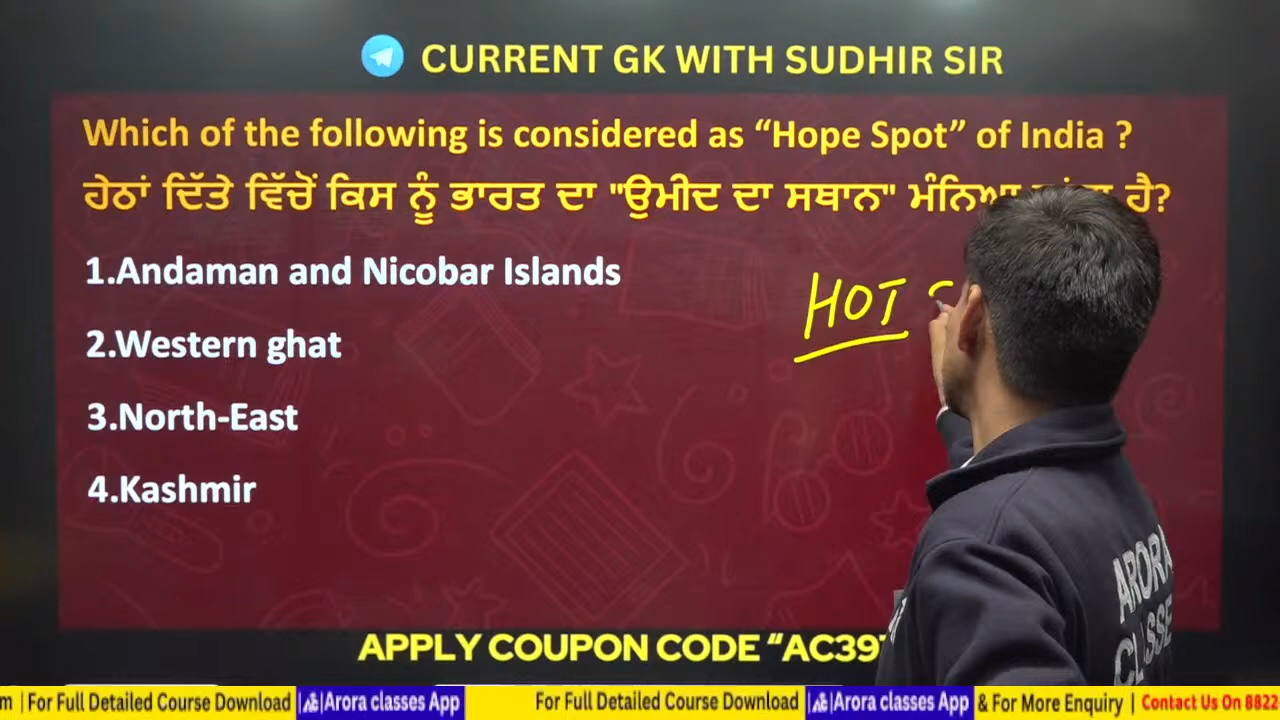 CURRENT GK WITH SUDHIR SIR
Which of the following is considered as “Hope Spot” of India ?
ਹੇਠਾਂ ਦਿੱਤੇ ਵਿੱਚੋਂ ਕਿਸ ਨੂੰ ਭਾਰਤ ਦਾ "ਉਮੀਦ ਦਾ ਸਥਾਨ" ਹੈ?
1.Andaman and Nicobar Islands
HOT
2.Western ghat
3.North-East
4.Kashmir
ARORA
APPLY COUPON CODE “AC39
For Full Detailed Course Download Arora classes App For Full Detailed Course Download Arora classes App & For More Enquiry | Contact Us On 8822